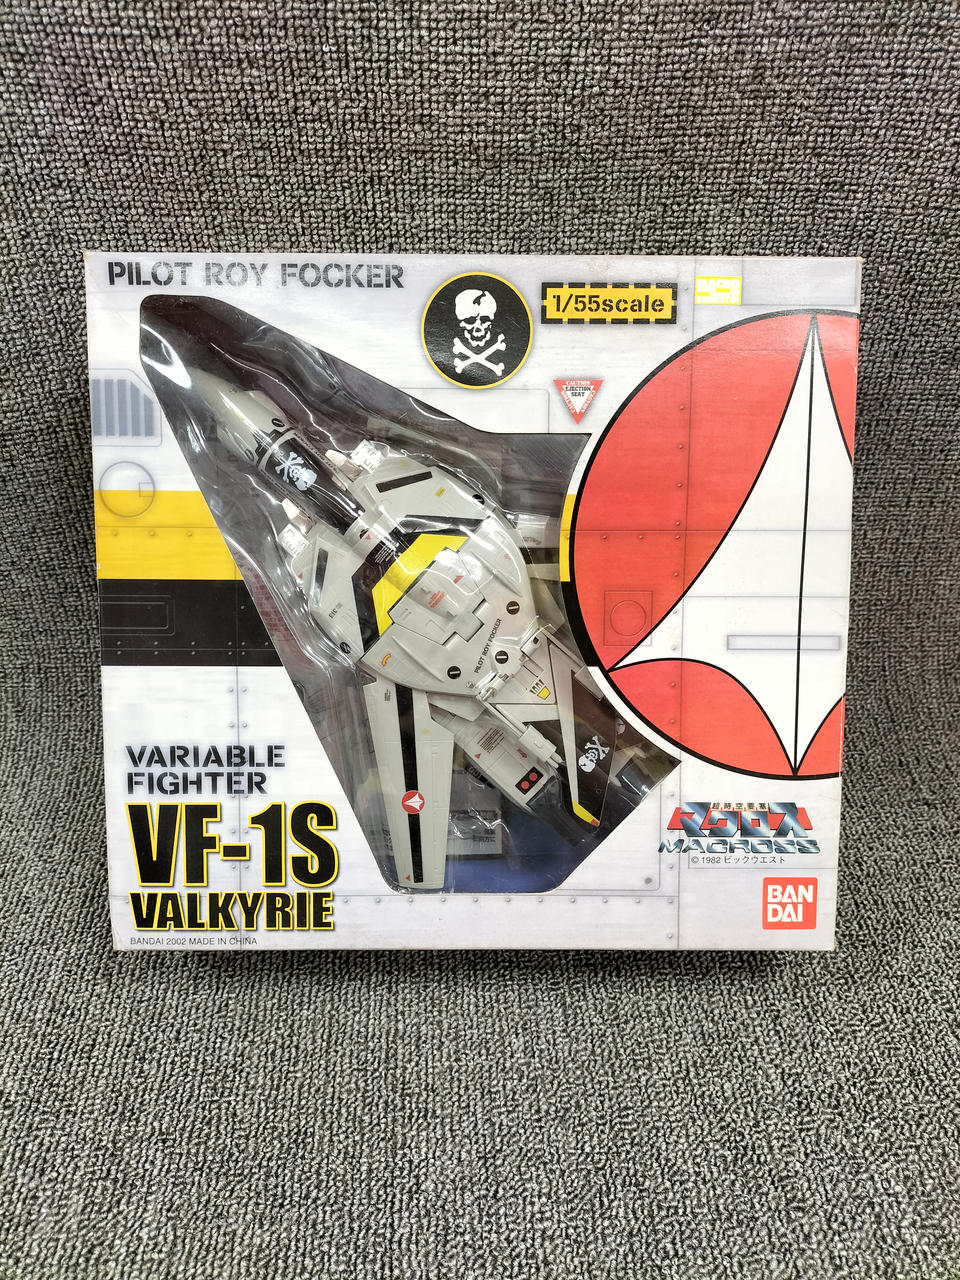 PILOT ROY FOCKER
1/55scale
CAUTION
EJECTION
SEAT
PILOT ROY FOCKER
VARIABLE
FIGHTER
VF-1S
VALKYRIE
BANDAI 2002 MADE IN CHINA
超時空要塞
マクロス
MACROSS
© 1982 ビックウエスト
BAN
DAI